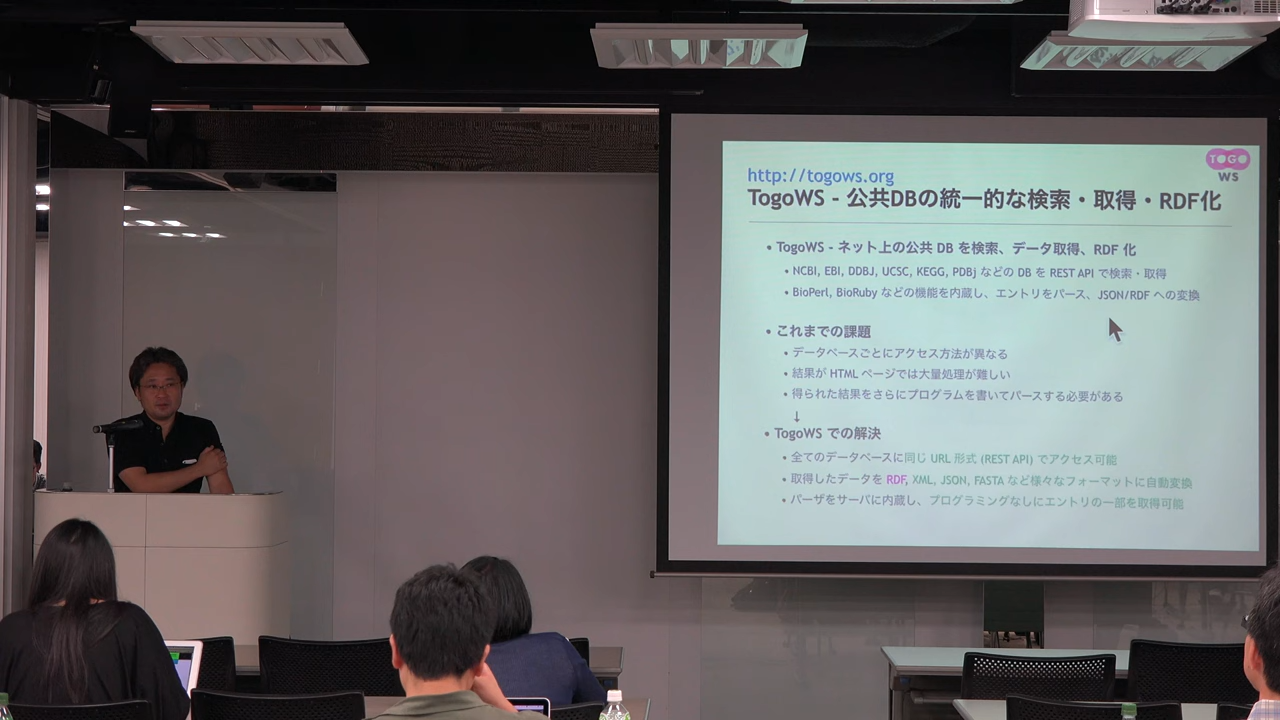 http://togows.org
TOGO
WS
TogoWS - 公共DBの統一的な検索・取得・RDF化
• TogoWS - ネット上の公共 DB を検索、データ取得、RDF 化
• NCBI, EBI, DDBJ, UCSC, KEGG, PDBj などの DB を REST API で検索・取得
• BioPerl, BioRuby などの機能を内蔵し、エントリをパース、JSON/RDF への変換
• これまでの課題
• データベースごとにアクセス方法が異なる
• 結果が HTML ページでは大量処理が難しい
• 得られた結果をさらにプログラムを書いてパースする必要がある
↓
• TogoWS での解決
• 全てのデータベースに同じ URL 形式 (REST API) でアクセス可能
• 取得したデータを RDF, XML, JSON, FASTA など様々なフォーマットに自動変換
• パーザをサーバに内蔵し、プログラミングなしにエントリの一部を取得可能